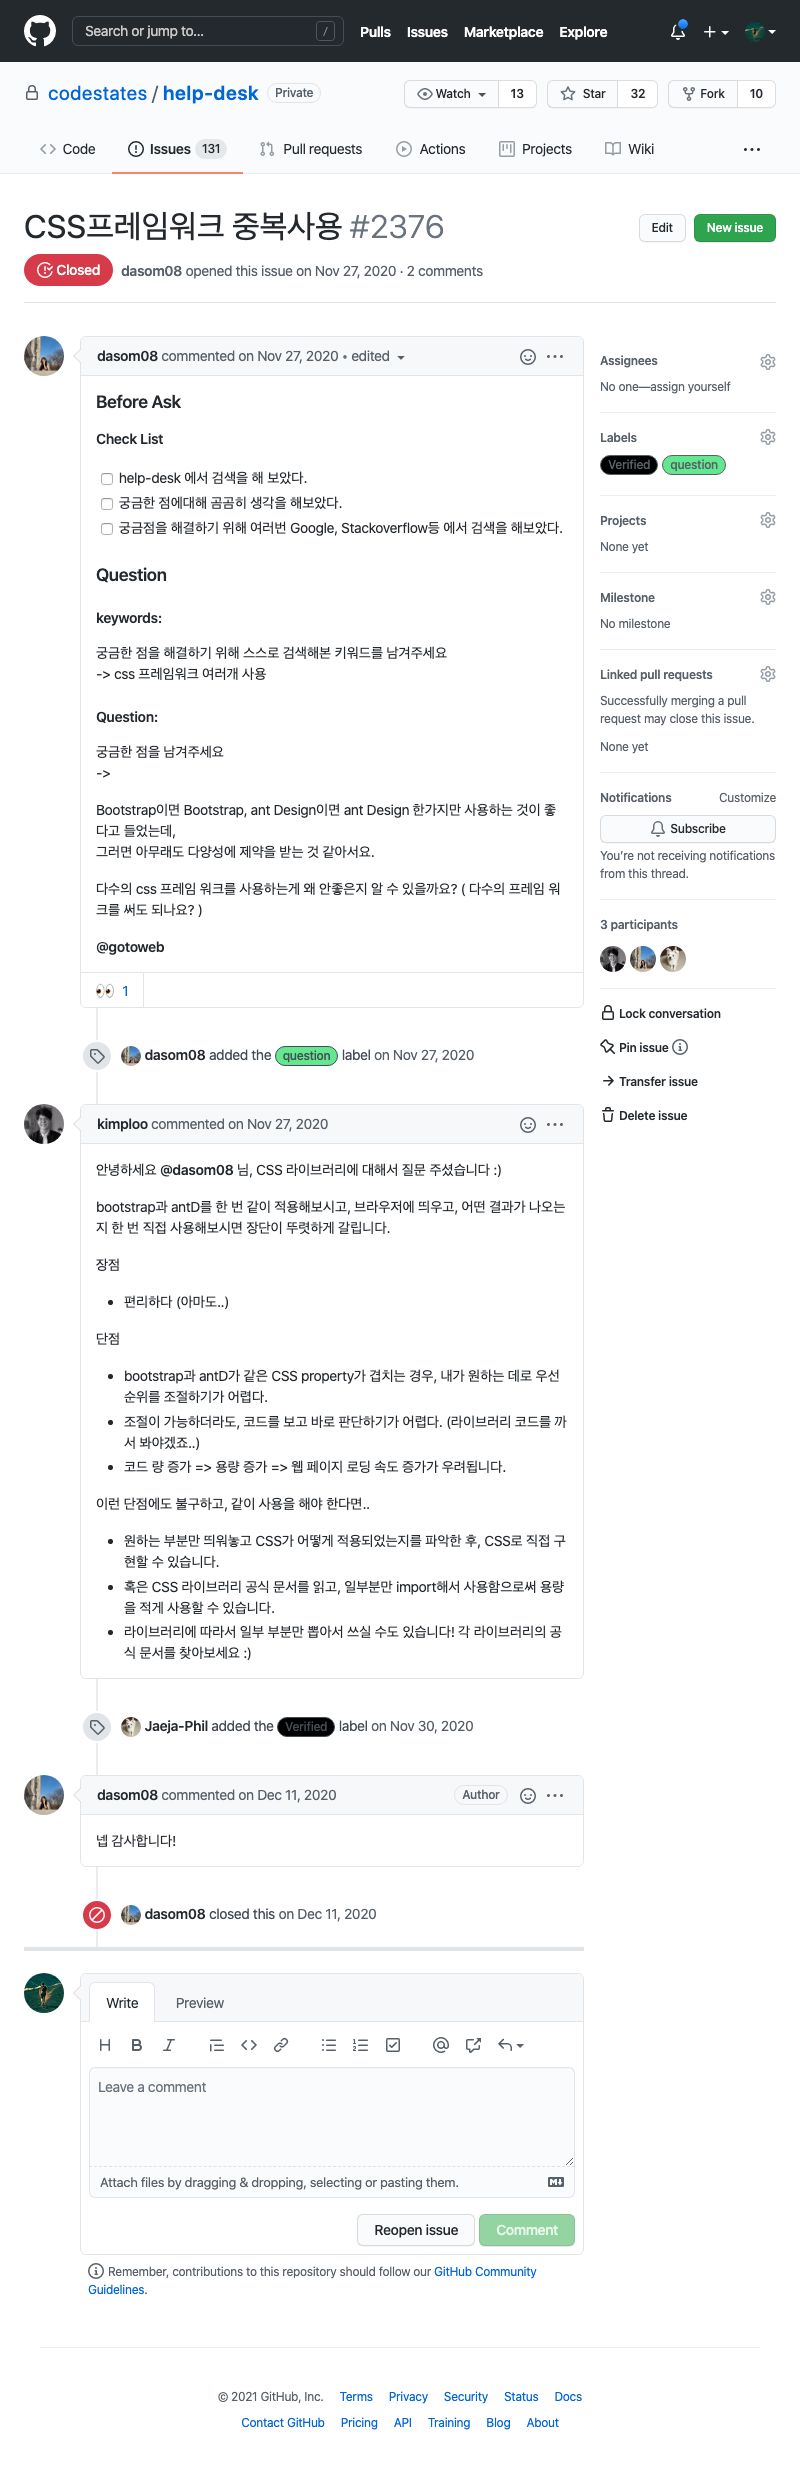 Search or jump to... /
Pulls Issues Marketplace Explore
codestates / help-desk Private
Watch 13 Star 32 Fork 10
Code Issues 131 Pull requests Actions Projects Wiki
CSS프레임워크 중복사용 #2376
Edit New issue
Closed dasom08 opened this issue on Nov 27, 2020 · 2 comments
dasom08 commented on Nov 27, 2020 • edited
Before Ask
Check List
help-desk 에서 검색을 해 보았다.
궁금한 점에대해 곰곰히 생각을 해보았다.
궁금점을 해결하기 위해 여러번 Google, Stackoverflow등 에서 검색을 해보았다.
Question
keywords:
궁금한 점을 해결하기 위해 스스로 검색해본 키워드를 남겨주세요
-> css 프레임워크 여러개 사용
Question:
궁금한 점을 남겨주세요
->
Bootstrap이면 Bootstrap, ant Design이면 ant Design 한가지만 사용하는 것이 좋
다고 들었는데,
그러면 아무래도 다양성에 제약을 받는 것 같아서요.
다수의 css 프레임 워크를 사용하는게 왜 안좋은지 알 수 있을까요? ( 다수의 프레임 워
크를 써도 되나요? )
@gotoweb
👀 1
dasom08 added the question label on Nov 27, 2020
kimploo commented on Nov 27, 2020
안녕하세요 @dasom08 님, CSS 라이브러리에 대해서 질문 주셨습니다 :)
bootstrap과 antD를 한 번 같이 적용해보시고, 브라우저에 띄우고, 어떤 결과가 나오는
지 한 번 직접 사용해보시면 장단이 뚜렷하게 갈립니다.
장점
• 편리하다 (아마도..)
단점
• bootstrap과 antD가 같은 CSS property가 겹치는 경우, 내가 원하는 데로 우선
순위를 조절하기가 어렵다.
• 조절이 가능하더라도, 코드를 보고 바로 판단하기가 어렵다. (라이브러리 코드를 까
서 봐야겠죠..)
• 코드 량 증가 => 용량 증가 => 웹 페이지 로딩 속도 증가가 우려됩니다.
이런 단점에도 불구하고, 같이 사용을 해야 한다면..
• 원하는 부분만 띄워놓고 CSS가 어떻게 적용되었는지를 파악한 후, CSS로 직접 구
현할 수 있습니다.
• 혹은 CSS 라이브러리 공식 문서를 읽고, 일부분만 import해서 사용함으로써 용량
을 적게 사용할 수 있습니다.
• 라이브러리에 따라서 일부 부분만 뽑아서 쓰실 수도 있습니다! 각 라이브러리의 공
식 문서를 찾아보세요 :)
Jaeja-Phil added the Verified label on Nov 30, 2020
dasom08 commented on Dec 11, 2020 Author
넵 감사합니다!
dasom08 closed this on Dec 11, 2020
Write Preview
Leave a comment
Attach files by dragging & dropping, selecting or pasting them.
Reopen issue Comment
Remember, contributions to this repository should follow our GitHub Community
Guidelines.
Assignees
No one—assign yourself
Labels
Verified question
Projects
None yet
Milestone
No milestone
Linked pull requests
Successfully merging a pull
request may close this issue.
None yet
Notifications Customize
Subscribe
You're not receiving notifications
from this thread.
3 participants
Lock conversation
Pin issue
Transfer issue
Delete issue
© 2021 GitHub, Inc. Terms Privacy Security Status Docs
Contact GitHub Pricing API Training Blog About